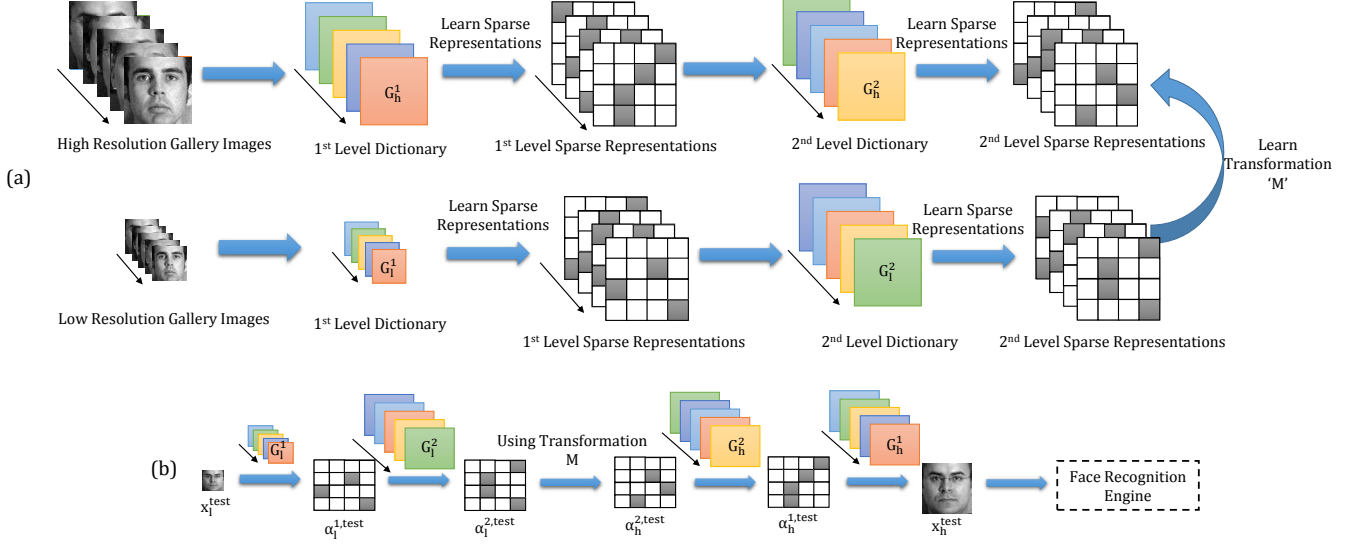 Learn Sparse
Representations
Learn Sparse
Representations
G_h^1
G_h^2
High Resolution Gallery Images
1st Level Dictionary
1st Level Sparse Representations
2nd Level Dictionary
2nd Level Sparse Representations
Learn
Transformation
‘M’
(a)
Learn Sparse
Representations
Learn Sparse
Representations
G_l^1
G_l^2
Low Resolution Gallery Images
1st Level Dictionary
1st Level Sparse Representations
2nd Level Dictionary
2nd Level Sparse Representations
(b)
G_l^1
G_l^2
Using Transformation
M
G_h^2
G_h^1
Face Recognition
Engine
x_l^test
α_l^1,test
α_l^2,test
α_h^2,test
α_h^1,test
x_h^test